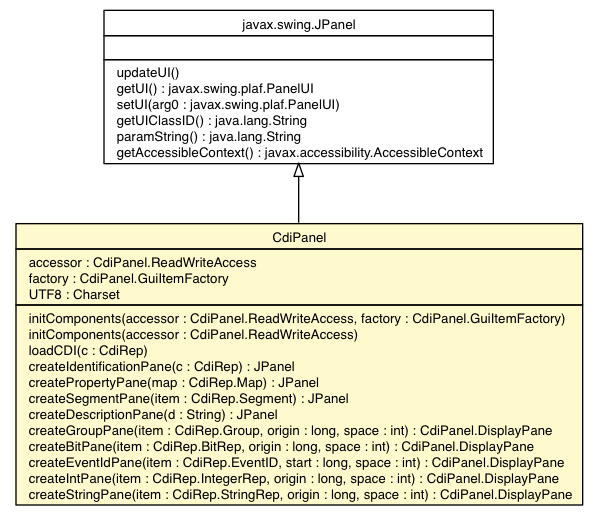 javax.swing.JPanel
updateUI()
getUI() : javax.swing.plaf.PanelUI
setUI(arg0 : javax.swing.plaf.PanelUI)
getUIClassID() : java.lang.String
paramString() : java.lang.String
getAccessibleContext() : javax.accessibility.AccessibleContext
CdiPanel
accessor : CdiPanel.ReadWriteAccess
factory : CdiPanel.GuiItemFactory
UTF8 : Charset
initComponents(accessor : CdiPanel.ReadWriteAccess, factory : CdiPanel.GuiItemFactory)
initComponents(accessor : CdiPanel.ReadWriteAccess)
loadCDI(c : CdiRep)
createIdentificationPane(c : CdiRep) : JPanel
createPropertyPane(map : CdiRep.Map) : JPanel
createSegmentPane(item : CdiRep.Segment) : JPanel
createDescriptionPane(d : String) : JPanel
createGroupPane(item : CdiRep.Group, origin : long, space : int) : CdiPanel.DisplayPane
createBitPane(item : CdiRep.BitRep, origin : long, space : int) : CdiPanel.DisplayPane
createEventIdPane(item : CdiRep.EventID, start : long, space : int) : CdiPanel.DisplayPane
createIntPane(item : CdiRep.IntegerRep, origin : long, space : int) : CdiPanel.DisplayPane
createStringPane(item : CdiRep.StringRep, origin : long, space : int) : CdiPanel.DisplayPane